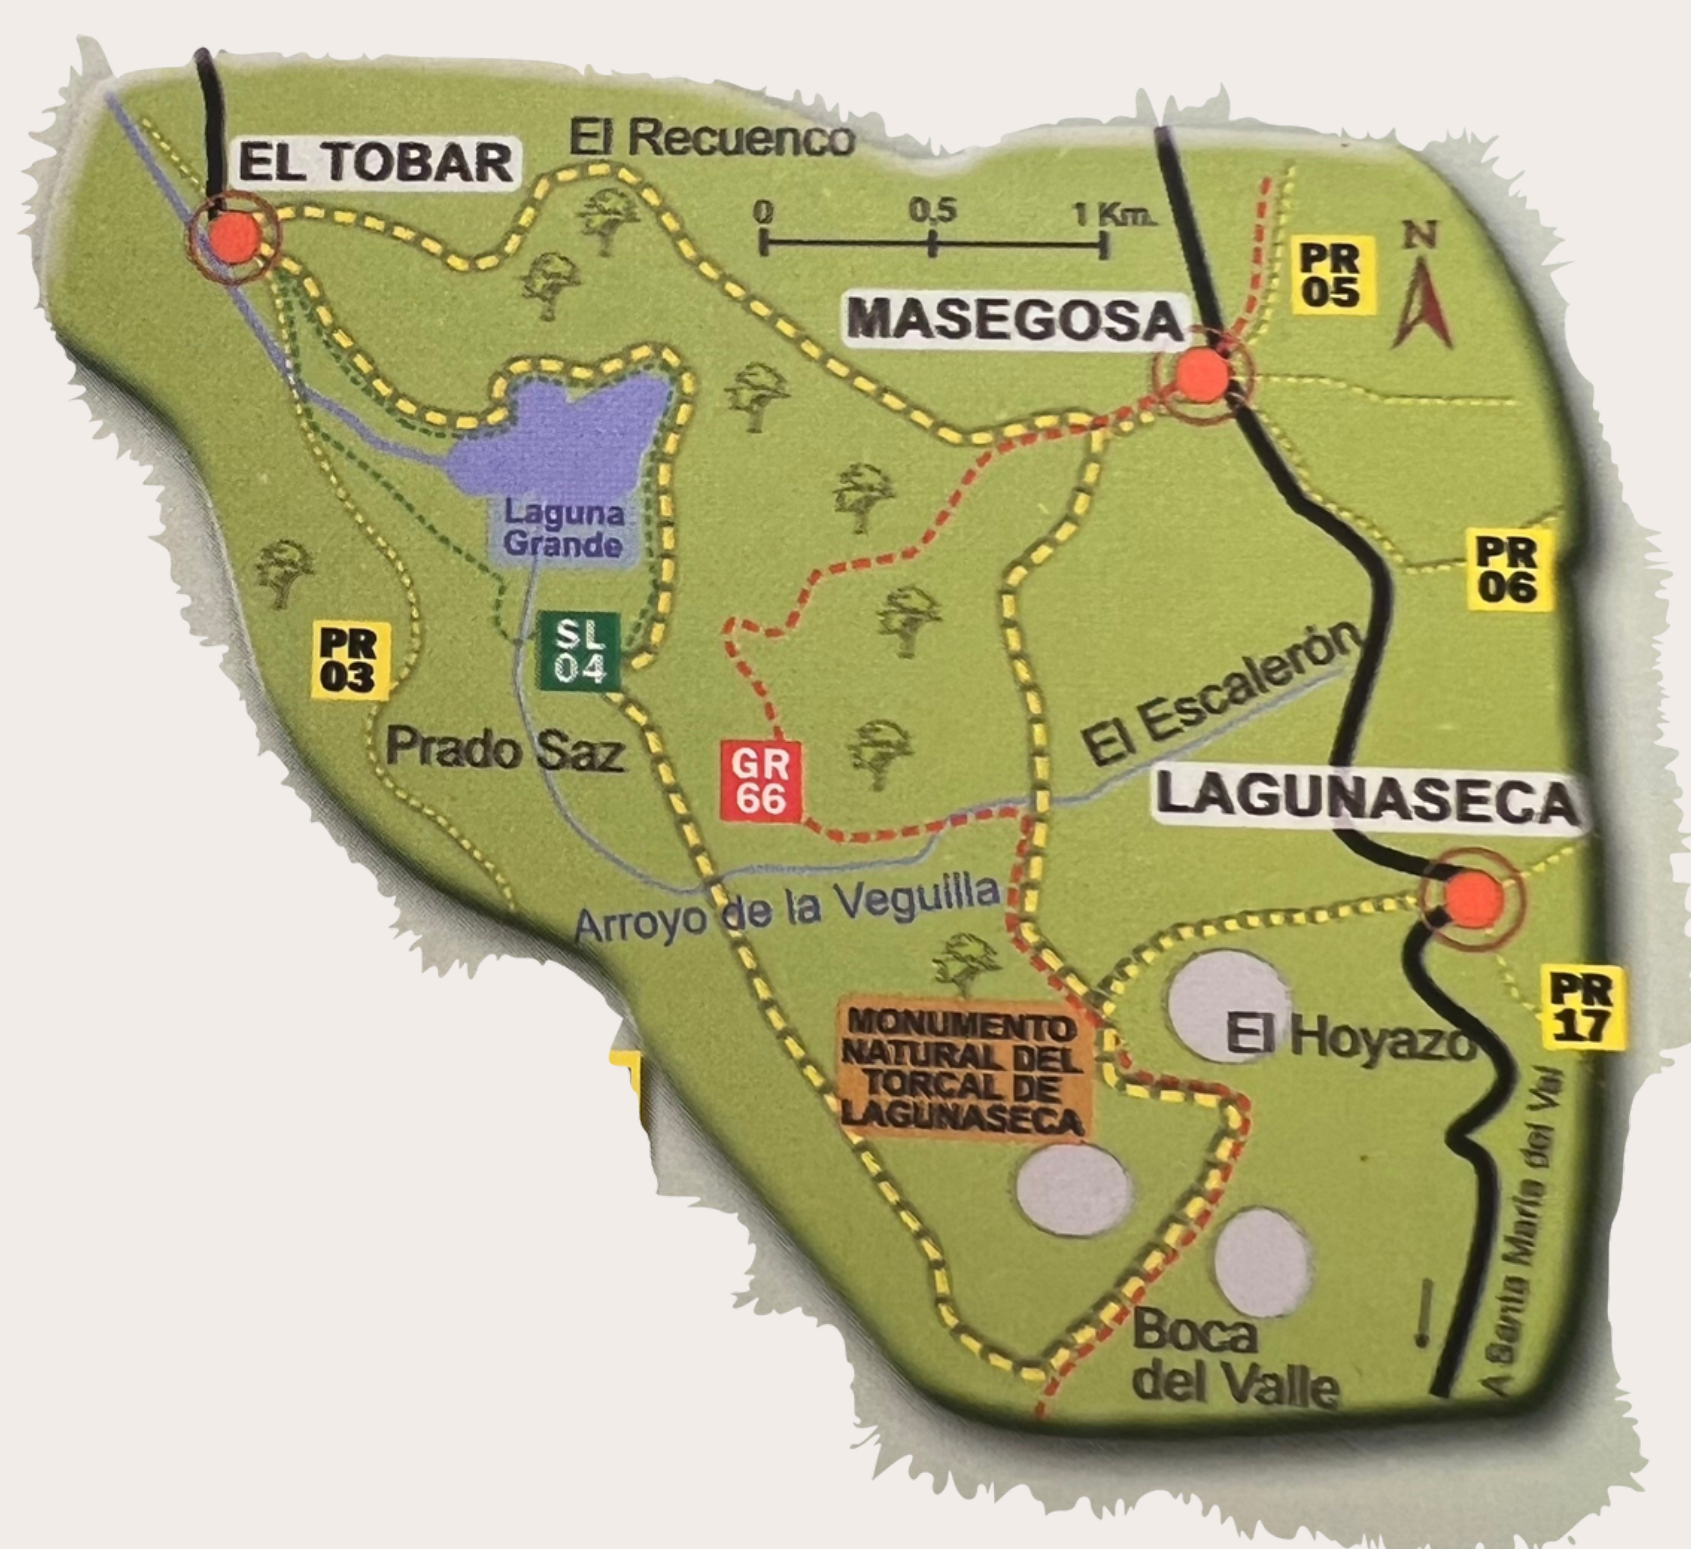 EL TOBAR
El Recuenco
0 0,5 1 Km.
N
PR
05
MASEGOSA
Laguna
Grande
PR
06
SL
04
PR
03
El Escalerón
Prado Saz
GR
66
LAGUNASECA
Arroyo de la Veguilla
PR
17
MONUMENTO
NATURAL DEL
TORCAL DE
LAGUNASECA
El Hoyazo
A Santa María del Val
Boca
del Valle